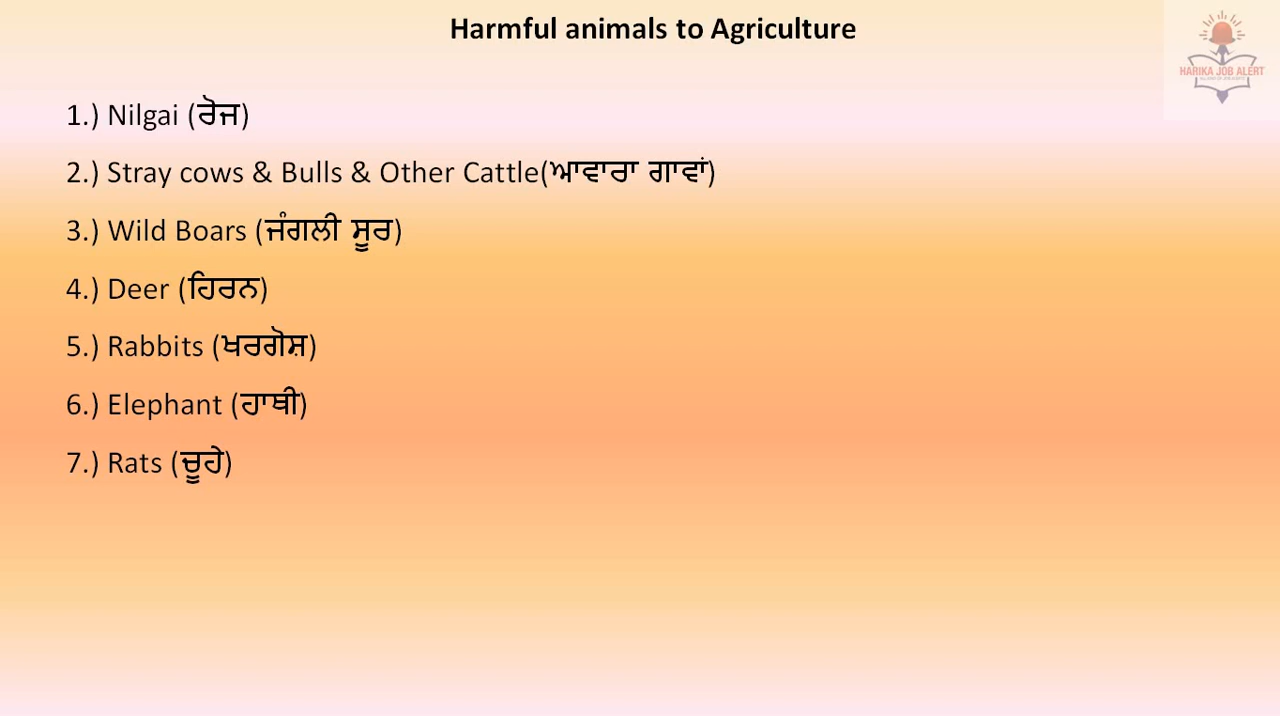 Harmful animals to Agriculture
HARIKA JOB ALERT
1.) Nilgai (ਰੋਜ)
2.) Stray cows & Bulls & Other Cattle(ਆਵਾਰਾ ਗਾਵਾਂ)
3.) Wild Boars (ਜੰਗਲੀ ਸੂਰ)
4.) Deer (ਹਿਰਨ)
5.) Rabbits (ਖਰਗੋਸ਼)
6.) Elephant (ਹਾਥੀ)
7.) Rats (ਚੂਹੇ)